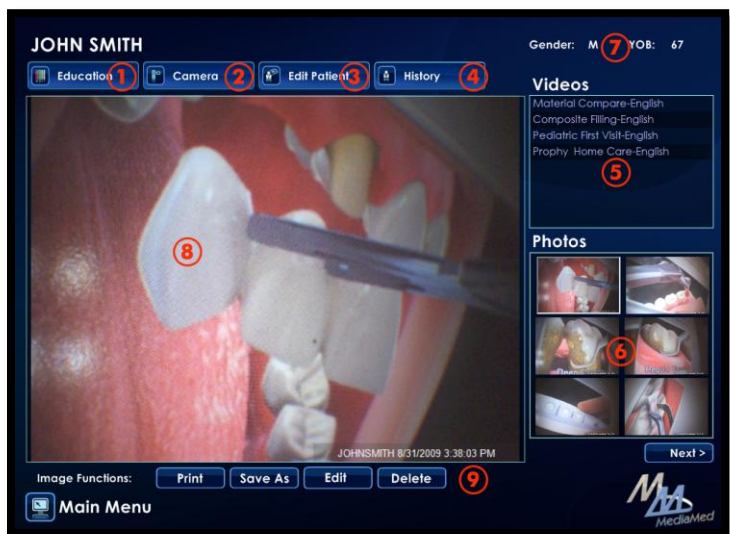 JOHN SMITH
Gender: M YOB: 67
7
Education 1
Camera 2
Edit Patient 3
History 4
Videos
Material Compare-English
Composite Filling-English
Pediatric First Visit-English
Prophy Home Care-English
5
8
Photos
6
JOHNSMITH 8/31/2009 3:38:03 PM
Next >
Image Functions: Print Save As Edit Delete 9
Main Menu
MM
MediaMed